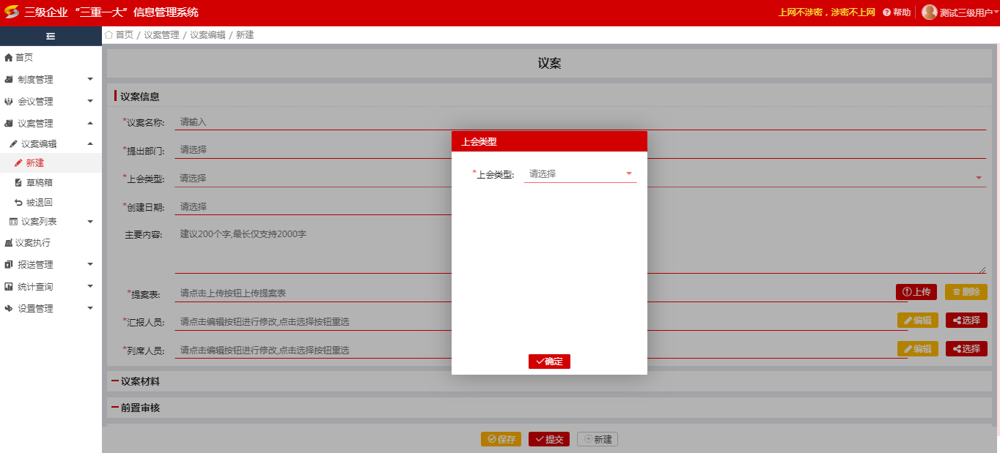 三级企业 “三重一大” 信息管理系统
上网不涉密，涉密不上网 帮助 测试三级用户
首页 / 议案管理 / 议案编辑 / 新建
首页
制度管理
会议管理
议案管理
议案编辑
新建
草稿箱
被退回
议案列表
议案执行
报送管理
统计查询
设置管理
议案
议案信息
*议案名称: 请输入
*提出部门: 请选择
*上会类型: 请选择
*创建日期: 请选择
主要内容: 建议200个字,最长仅支持2000字
*提案表: 请点击上传按钮上传提案表 上传 删除
*汇报人员: 请点击编辑按钮进行修改,点击选择按钮重选 编辑 选择
*列席人员: 请点击编辑按钮进行修改,点击选择按钮重选 编辑 选择
议案材料
前置审核
保存 提交 新建
上会类型
*上会类型: 请选择
确定